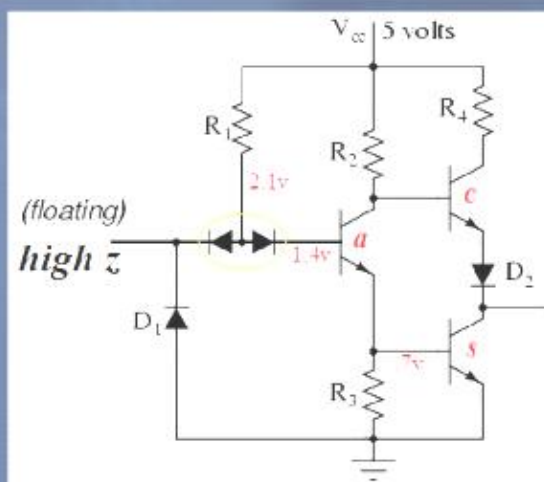 Vcc 5 volts
R1
R2
R4
2.1v
(floating)
high z
1.4v
a
c
D1
D2
.7v
s
R3